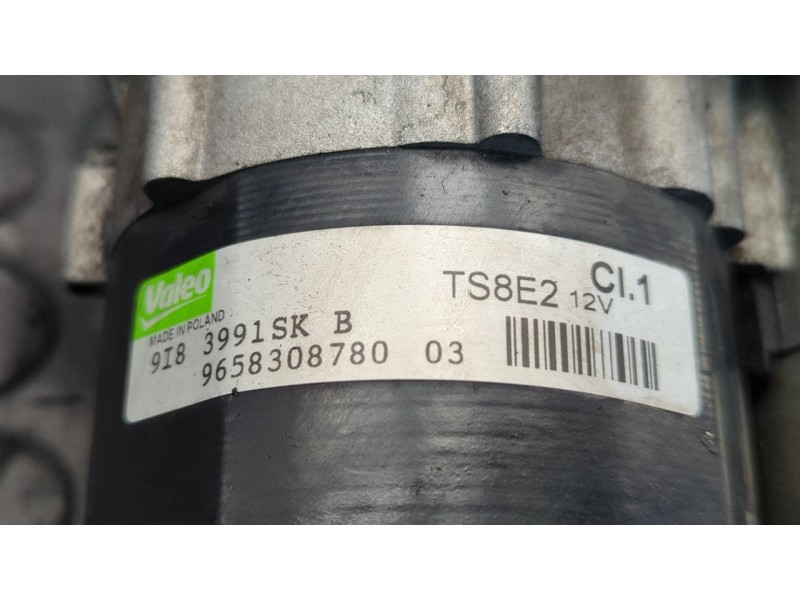 Valeo
MADE IN POLAND
9I8 3991SK B
9658308780 03
TS8E2 12V
Cl.1